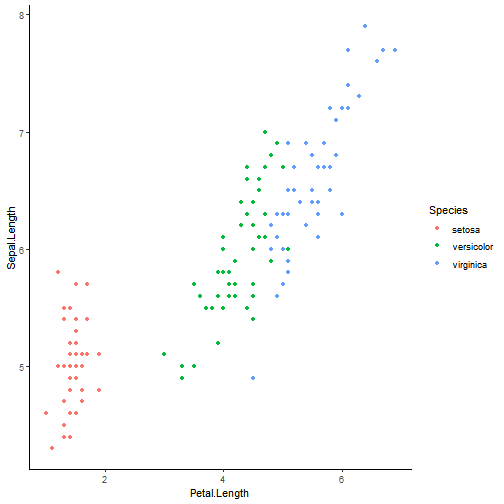 8
7
6
5
Sepal.Length
2
4
6
Petal.Length
Species
setosa
versicolor
virginica